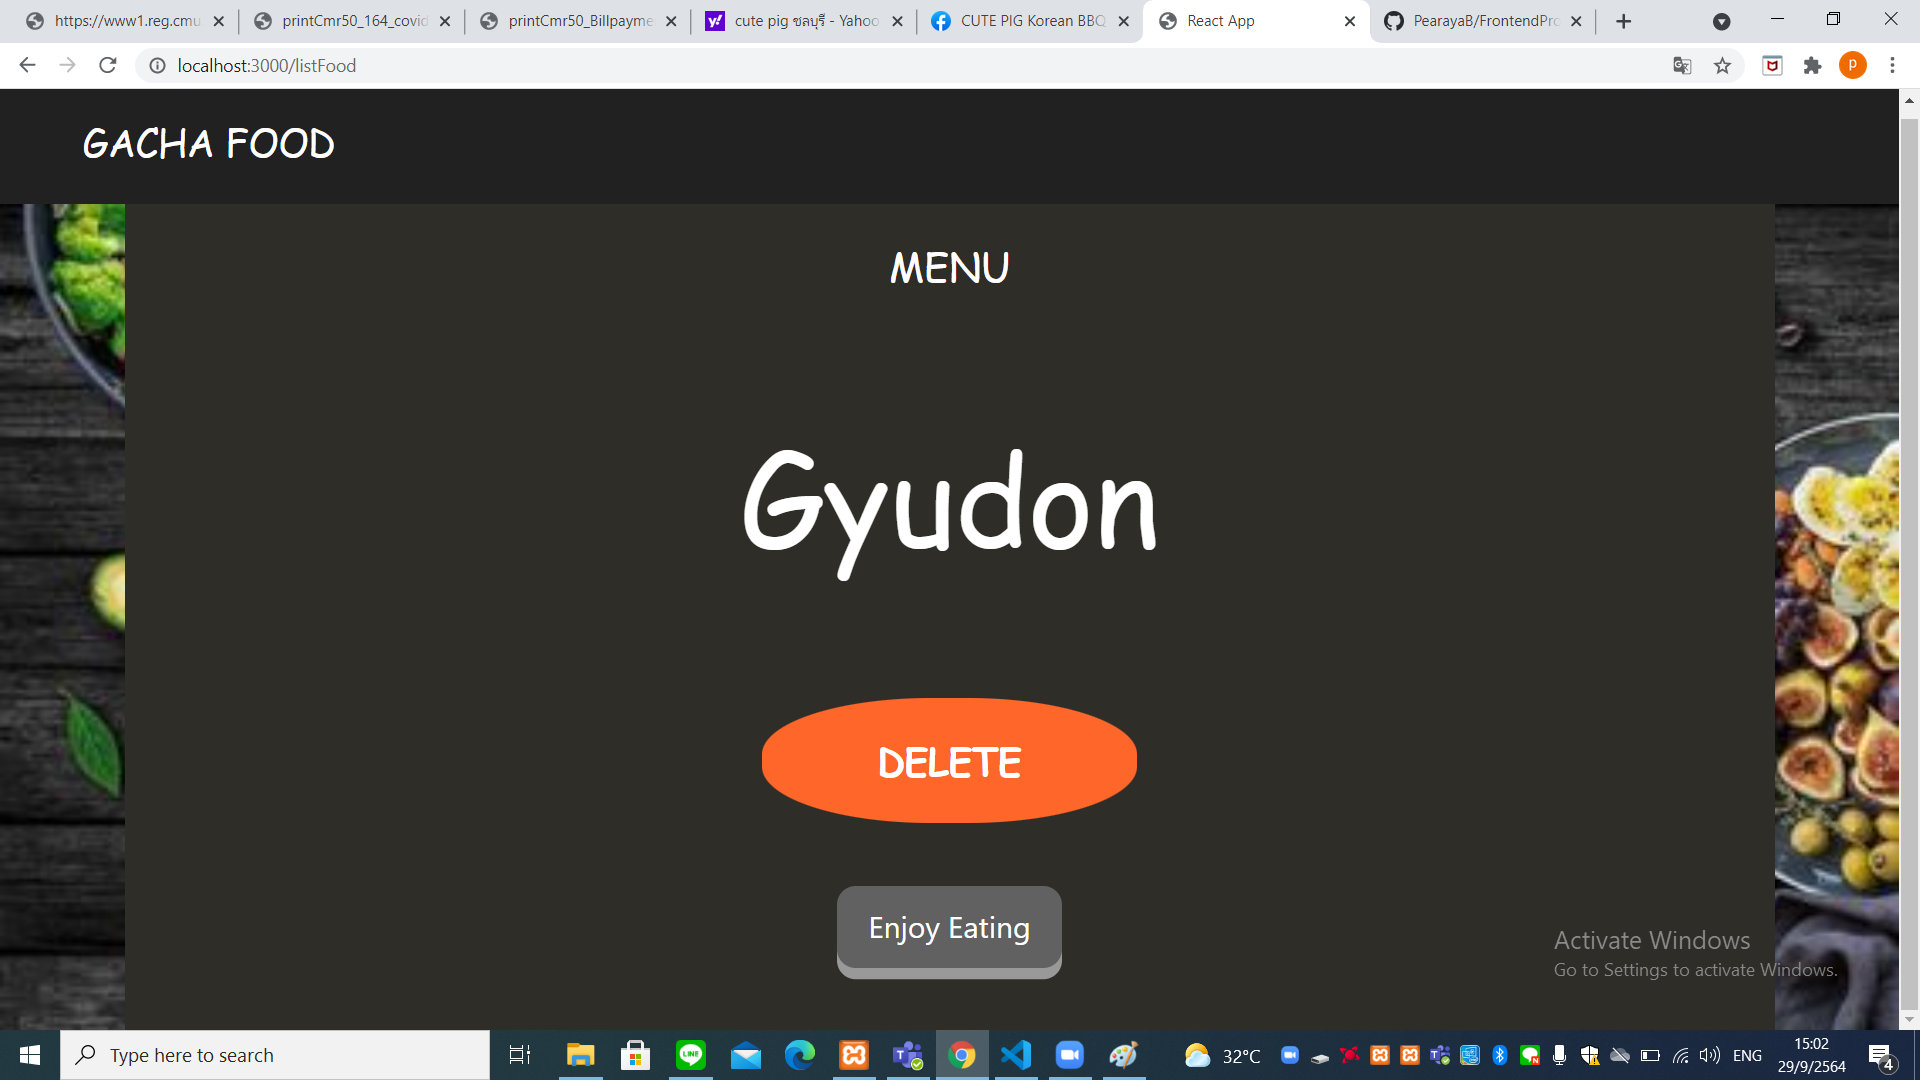 https://www1.reg.cmu
printCmr50_164_covid
printCmr50_Billpayme
cute pig ชลบุรี - Yahoo
CUTE PIG Korean BBQ
React App
PearayaB/FrontendPro
localhost:3000/listFood
P
GACHA FOOD
MENU
Gyudon
DELETE
Enjoy Eating
Activate Windows
Go to Settings to activate Windows.
Type here to search
LINE
32°C
ENG
15:02
29/9/2564
4